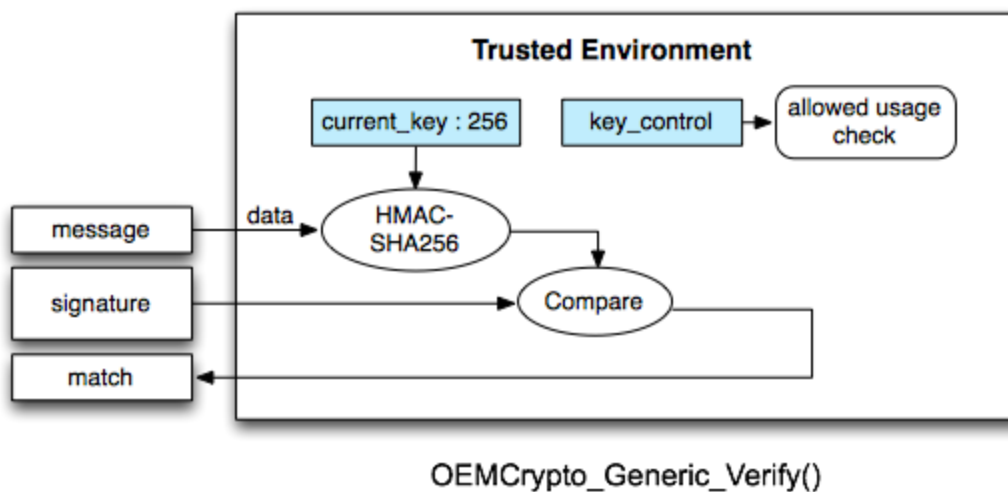 Trusted Environment
current_key : 256
key_control
allowed usage
check
message
data
HMAC-
SHA256
signature
Compare
match
OEMCrypto_Generic_Verify()